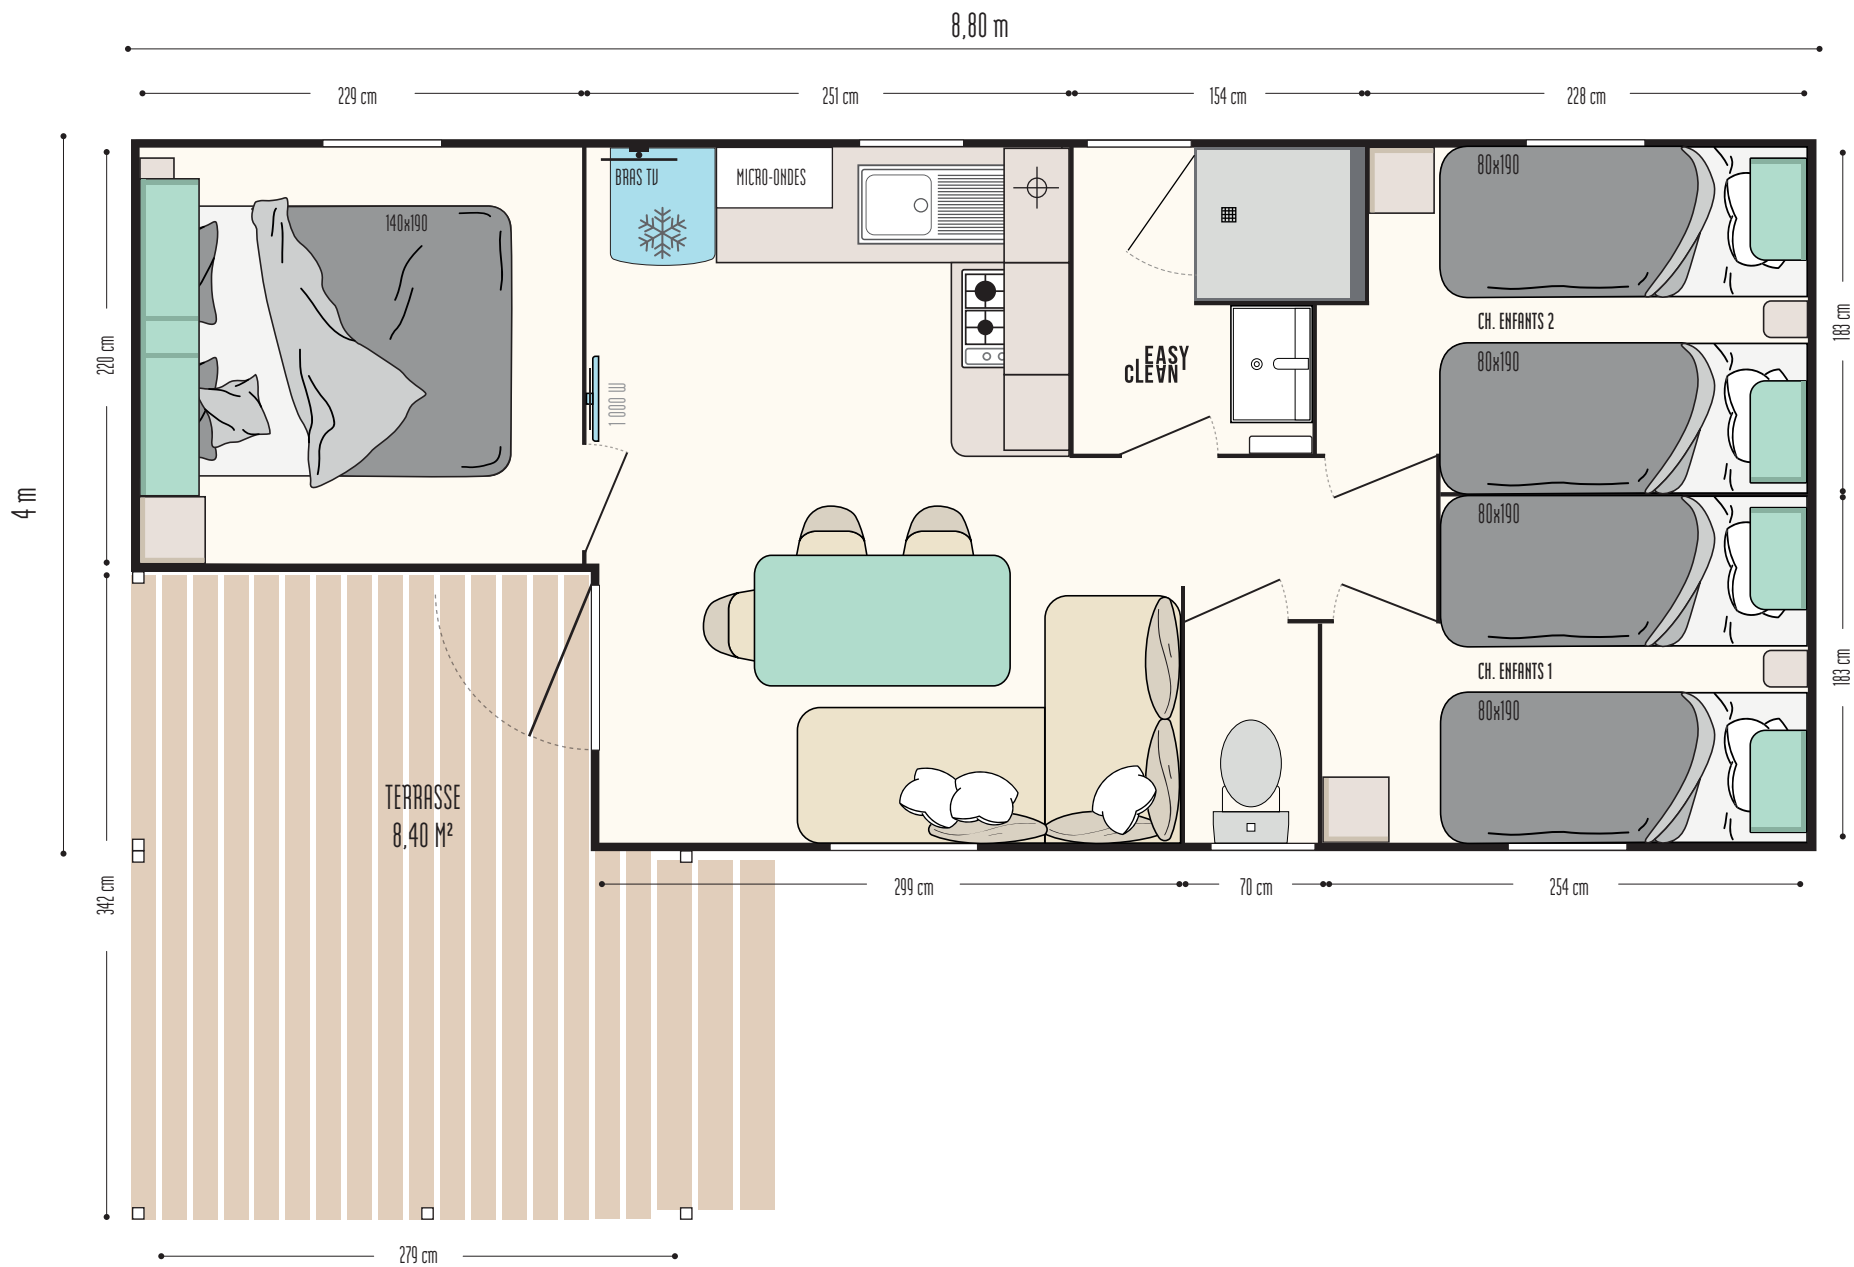 8,80 m
229 cm
251 cm
154 cm
228 cm
BRAS TV
MICRO-ONDES
80x190
140x190
4 m
220 cm
CH. ENFANTS 2
183 cm
EASY
CLEAN
80x190
1 000 W
80x190
CH. ENFANTS 1
183 cm
80x190
TERRASSE
8,40 M²
342 cm
299 cm
70 cm
254 cm
279 cm